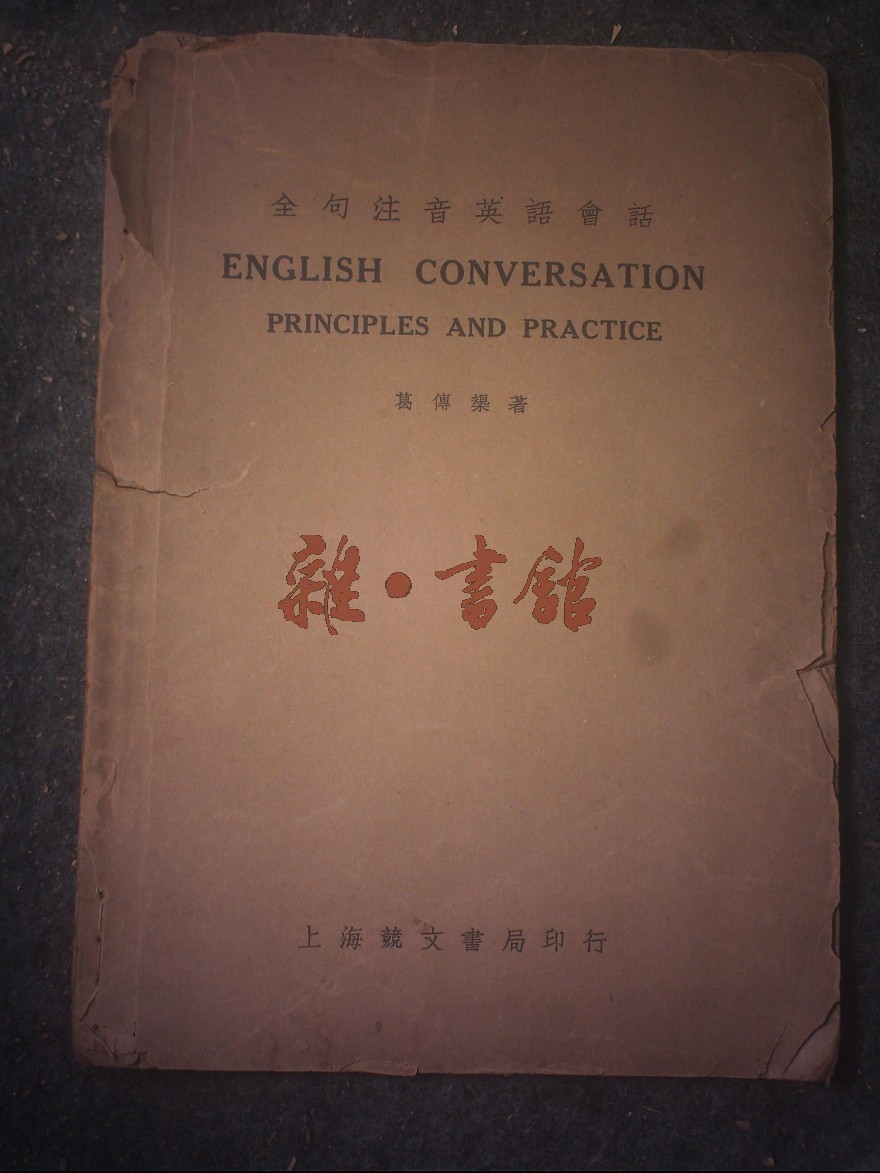 全句注音英語會話
ENGLISH CONVERSATION
PRINCIPLES AND PRACTICE
葛傳槼著
雜·書館
上海競文書局印行